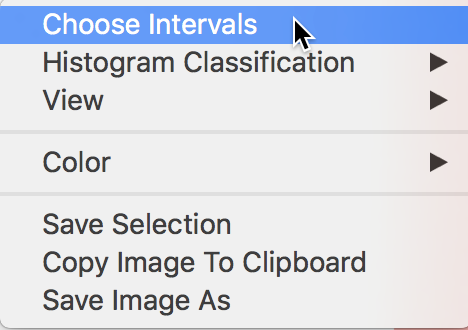 Choose Intervals
Histogram Classification
View
Color
Save Selection
Copy Image To Clipboard
Save Image As